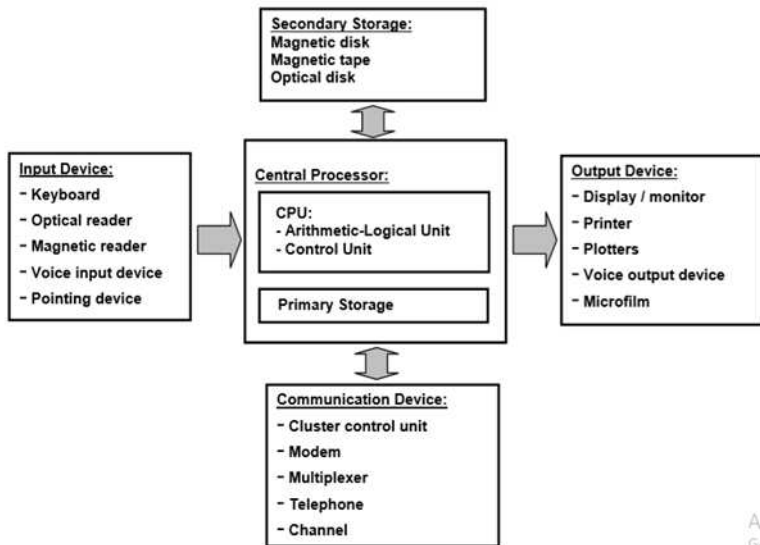 Secondary Storage:
Magnetic disk
Magnetic tape
Optical disk
Input Device:
- Keyboard
- Optical reader
- Magnetic reader
- Voice input device
- Pointing device
Central Processor:
CPU:
- Arithmetic-Logical Unit
- Control Unit
Primary Storage
Output Device:
- Display / monitor
- Printer
- Plotters
- Voice output device
- Microfilm
Communication Device:
- Cluster control unit
- Modem
- Multiplexer
- Telephone
- Channel